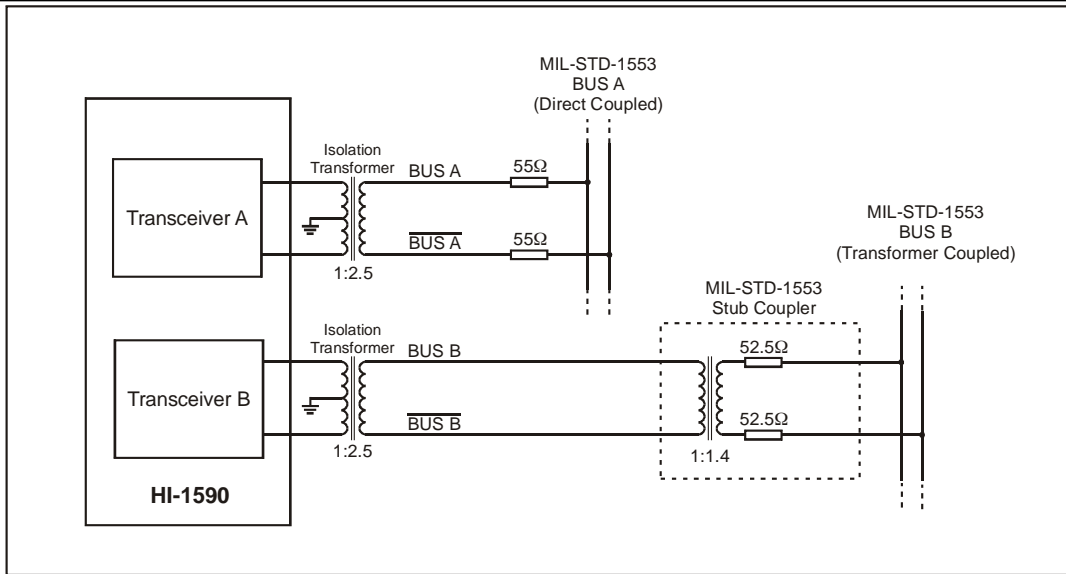 MIL-STD-1553
BUS A
(Direct Coupled)
Isolation
Transformer
BUS A
55Ω
Transceiver A
BUS A
55Ω
1:2.5
MIL-STD-1553
BUS B
(Transformer Coupled)
MIL-STD-1553
Stub Coupler
Isolation
Transformer
BUS B
52.5Ω
Transceiver B
BUS B
52.5Ω
1:2.5
1:1.4
HI-1590